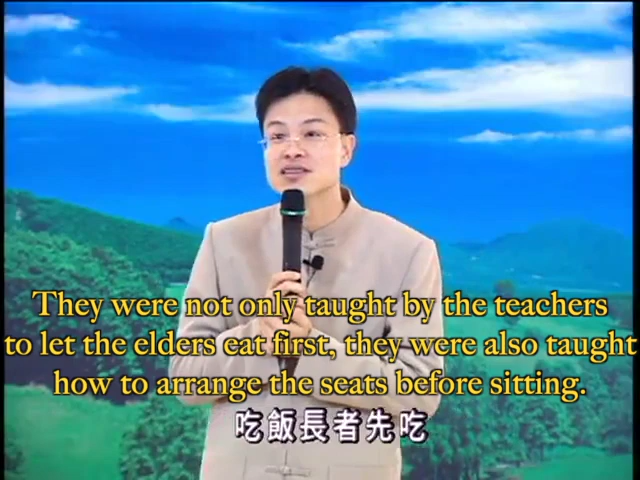 They were not only taught by the teachers
to let the elders eat first, they were also taught
how to arrange the seats before sitting.
吃飯長者先吃